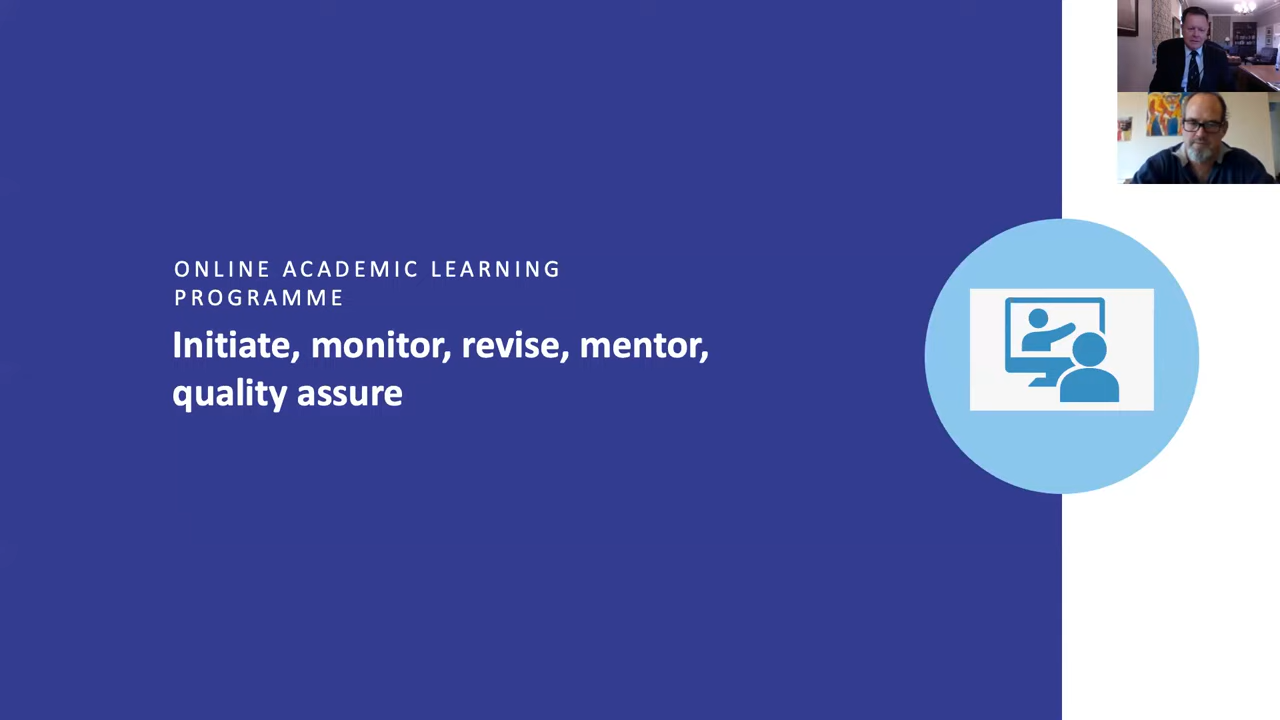 ONLINE ACADEMIC LEARNING
PROGRAMME
Initiate, monitor, revise, mentor,
quality assure